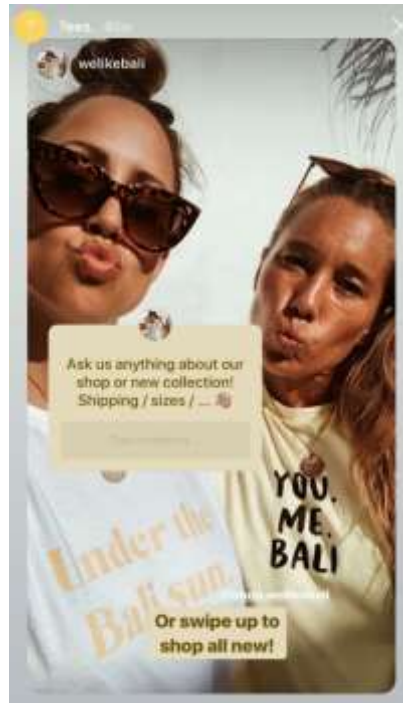 Tees
welikebali
Ask us anything about our
shop or new collection!
Shipping / sizes / ...
YOU.
ME.
BALI
Under the
Bali sun.
Or swipe up to
shop all new!